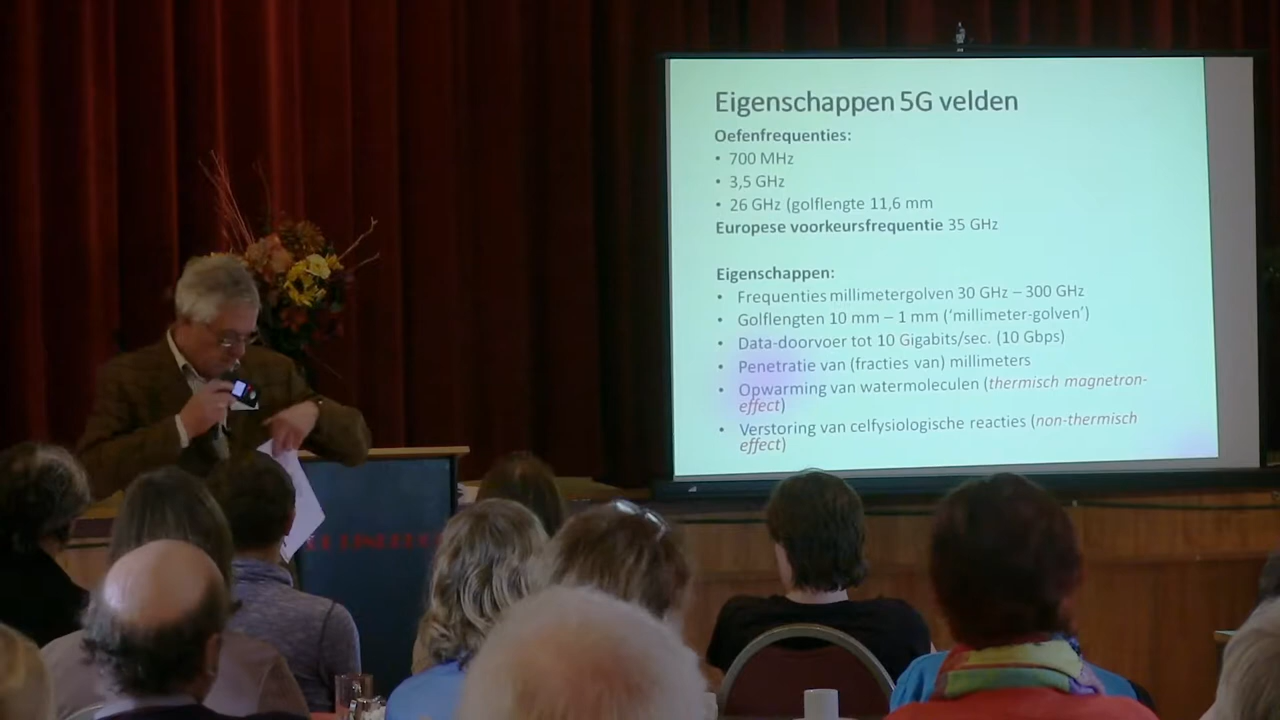 Eigenschappen 5G velden
Oefenfrequenties:
• 700 MHz
• 3,5 GHz
• 26 GHz (golflengte 11,6 mm
Europese voorkeursfrequentie 35 GHz
Eigenschappen:
• Frequenties millimetergolven 30 GHz – 300 GHz
• Golflengten 10 mm – 1 mm (‘millimeter-golven’)
• Data-doorvoer tot 10 Gigabits/sec. (10 Gbps)
• Penetratie van (fracties van) millimeters
• Opwarming van watermoleculen (thermisch magnetron-
effect)
• Verstoring van celfysiologische reacties (non-thermisch
effect)